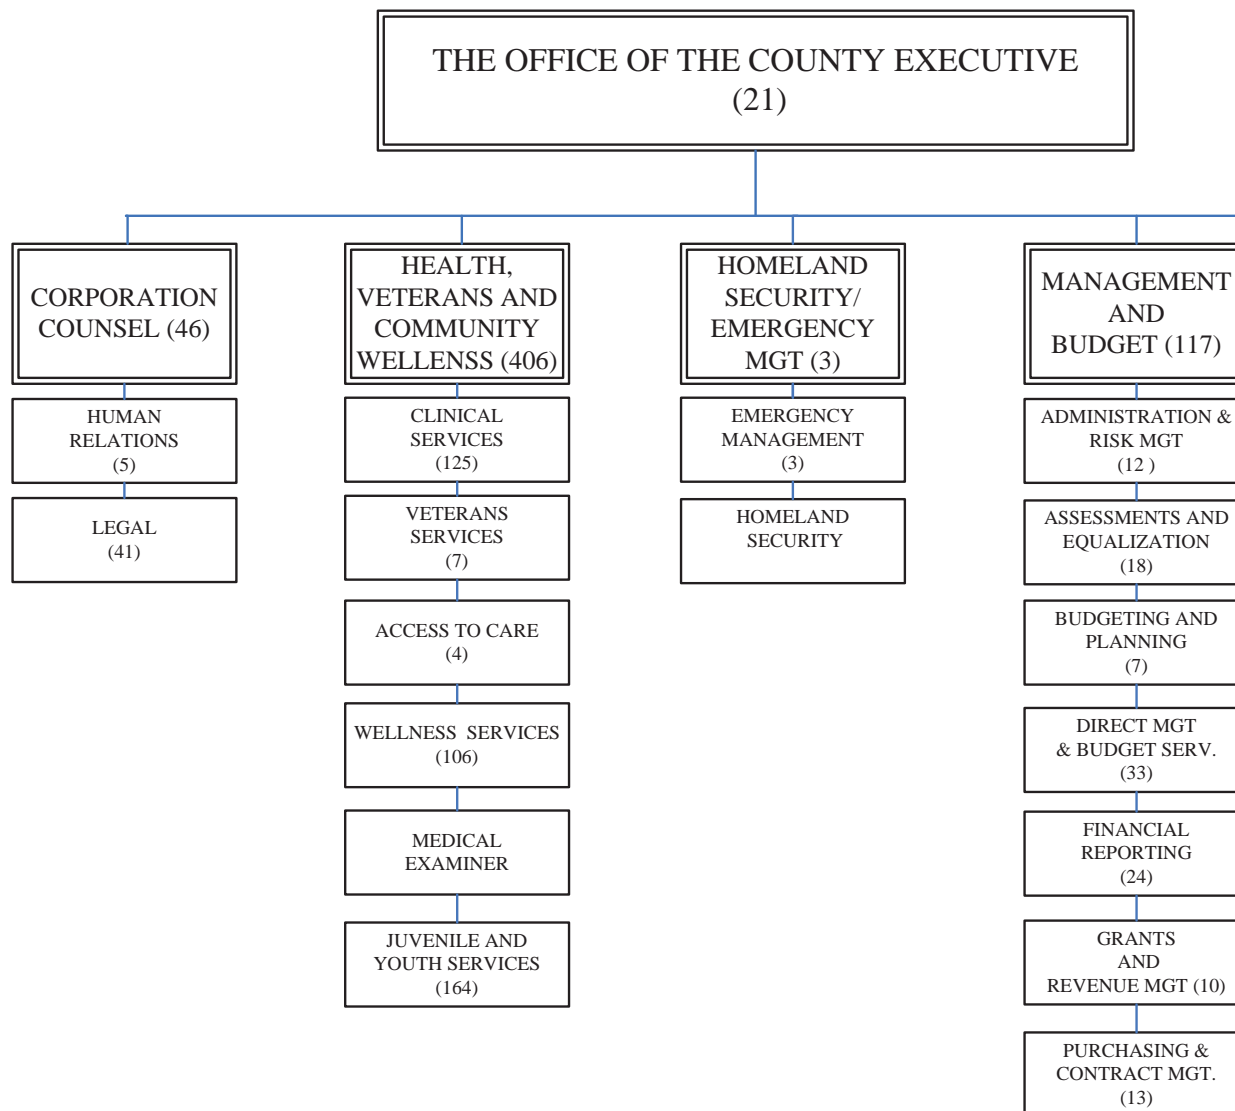 THE OFFICE OF THE COUNTY EXECUTIVE
(21)
CORPORATION
COUNSEL (46)
HUMAN
RELATIONS
(5)
LEGAL
(41)
HEALTH,
VETERANS AND
COMMUNITY
WELLENSS (406)
CLINICAL
SERVICES
(125)
VETERANS
SERVICES
(7)
ACCESS TO CARE
(4)
WELLNESS SERVICES
(106)
MEDICAL
EXAMINER
JUVENILE AND
YOUTH SERVICES
(164)
HOMELAND
SECURITY/
EMERGENCY
MGT (3)
EMERGENCY
MANAGEMENT
(3)
HOMELAND
SECURITY
MANAGEMENT
AND
BUDGET (117)
ADMINISTRATION &
RISK MGT
(12 )
ASSESSMENTS AND
EQUALIZATION
(18)
BUDGETING AND
PLANNING
(7)
DIRECT MGT
& BUDGET SERV.
(33)
FINANCIAL
REPORTING
(24)
GRANTS
AND
REVENUE MGT (10)
PURCHASING &
CONTRACT MGT.
(13)